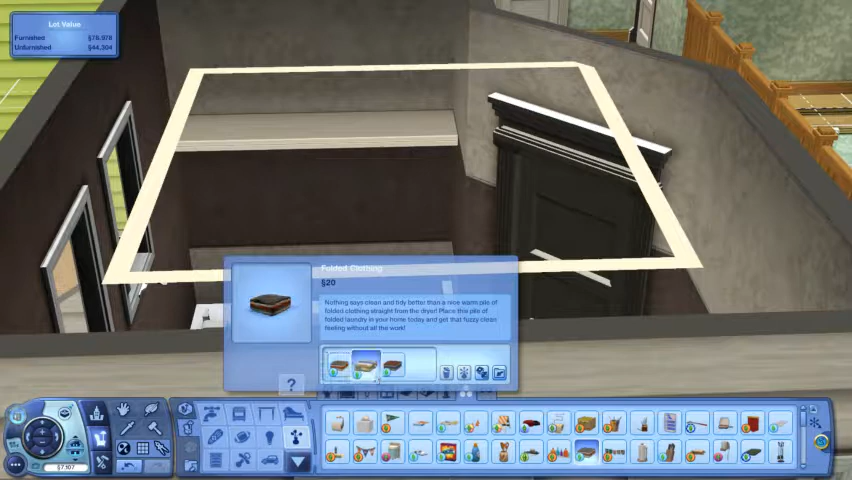 Lot Value
Furnished §78,978
Unfurnished §44,304
Folded Clothing
§20
Nothing says clean and tidy better than a nice warm pile of
folded clothing straight from the dryer! Place this pile of
folded laundry in your home today and get that fuzzy clean
feeling without all the work!
?
§7,107